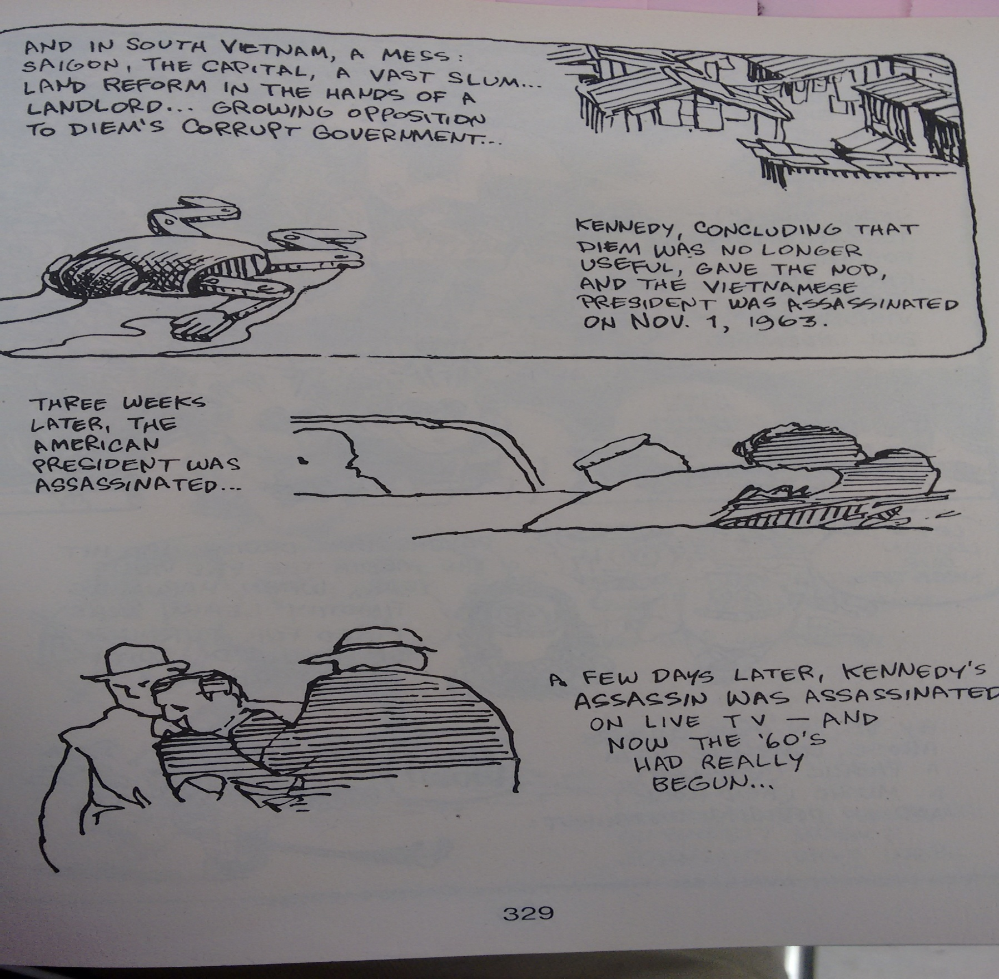 AND IN SOUTH VIETNAM, A MESS:
SAIGON, THE CAPITAL, A VAST SLUM...
LAND REFORM IN THE HANDS OF A
LANDLORD... GROWING OPPOSITION
TO DIEM'S CORRUPT GOVERNMENT...
KENNEDY, CONCLUDING THAT
DIEM WAS NO LONGER
USEFUL, GAVE THE NOD,
AND THE VIETNAMESE
PRESIDENT WAS ASSASSINATED
ON NOV. 1, 1963.
THREE WEEKS
LATER, THE
AMERICAN
PRESIDENT WAS
ASSASSINATED...
A FEW DAYS LATER, KENNEDY'S
ASSASSIN WAS ASSASSINATED
ON LIVE TV — AND
NOW THE '60'S
HAD REALLY
BEGUN...
329